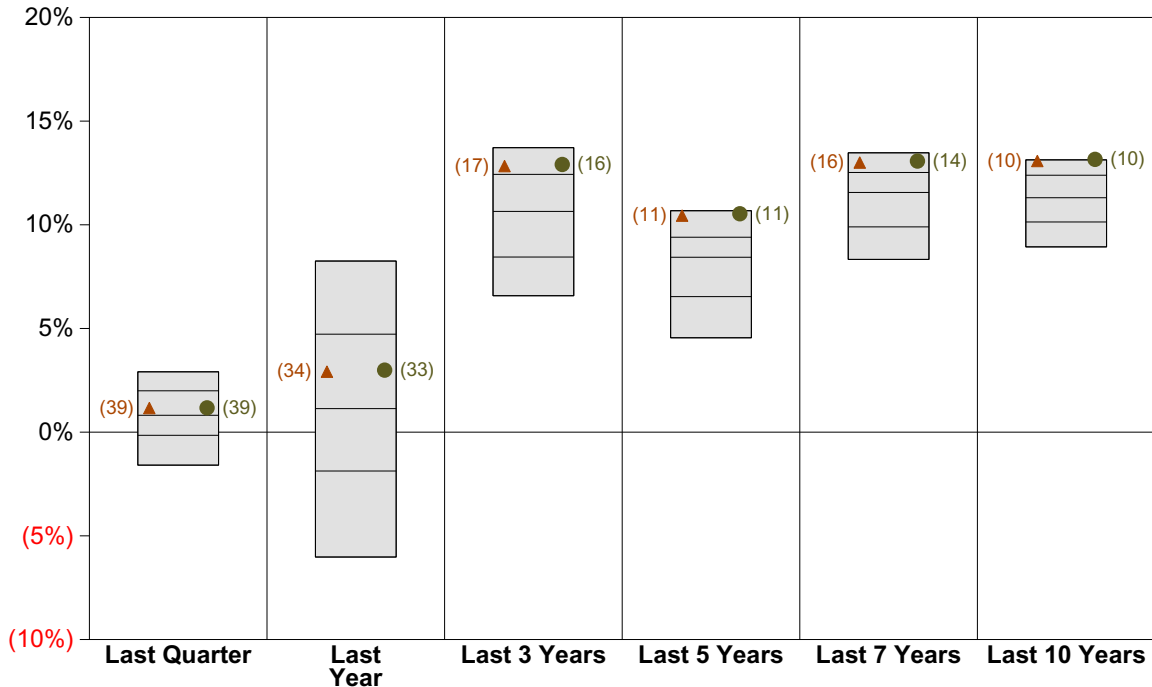 20%
15%
10%
5%
0%
(5%)
(10%)
(39)
(39)
(34)
(33)
(17)
(16)
(11)
(11)
(16)
(14)
(10)
(10)
Last Quarter
Last
Year
Last 3 Years
Last 5 Years
Last 7 Years
Last 10 Years